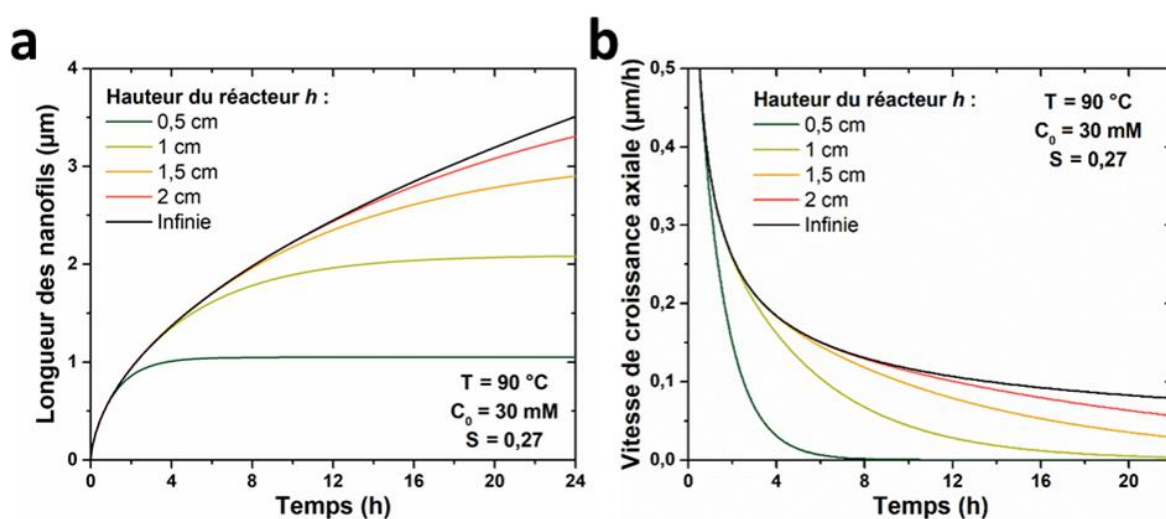 a
Longueur des nanofils (µm)
4
3
2
1
0
Hauteur du réacteur h :
0,5 cm
1 cm
1,5 cm
2 cm
Infinie
T = 90 °C
C0 = 30 mM
S = 0,27
0 4 8 12 16 20 24
Temps (h)
b
Vitesse de croissance axiale (µm/h)
0,5
0,4
0,3
0,2
0,1
0,0
Hauteur du réacteur h :
0,5 cm
1 cm
1,5 cm
2 cm
Infinie
T = 90 °C
C0 = 30 mM
S = 0,27
0 4 8 12 16 20
Temps (h)